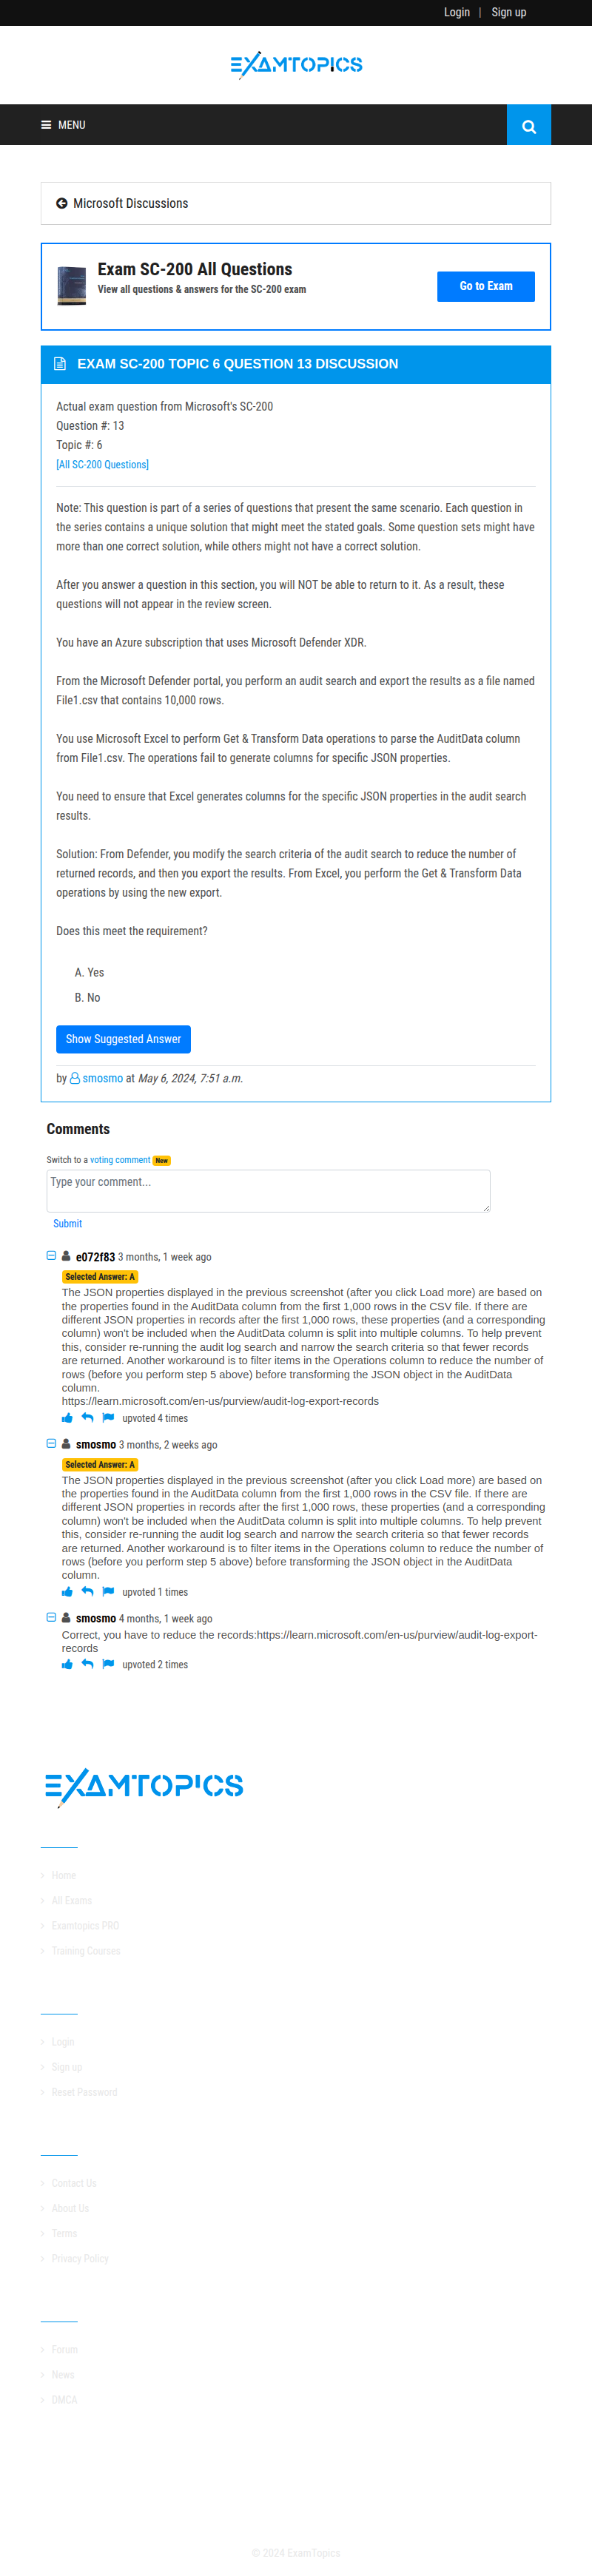 Login | Sign up
EXAMTOPICS
MENU
Microsoft Discussions
Exam SC-200 All Questions
View all questions & answers for the SC-200 exam
Go to Exam
EXAM SC-200 TOPIC 6 QUESTION 13 DISCUSSION
Actual exam question from Microsoft's SC-200
Question #: 13
Topic #: 6
[All SC-200 Questions]
Note: This question is part of a series of questions that present the same scenario. Each question in
the series contains a unique solution that might meet the stated goals. Some question sets might have
more than one correct solution, while others might not have a correct solution.
After you answer a question in this section, you will NOT be able to return to it. As a result, these
questions will not appear in the review screen.
You have an Azure subscription that uses Microsoft Defender XDR.
From the Microsoft Defender portal, you perform an audit search and export the results as a file named
File1.csv that contains 10,000 rows.
You use Microsoft Excel to perform Get & Transform Data operations to parse the AuditData column
from File1.csv. The operations fail to generate columns for specific JSON properties.
You need to ensure that Excel generates columns for the specific JSON properties in the audit search
results.
Solution: From Defender, you modify the search criteria of the audit search to reduce the number of
returned records, and then you export the results. From Excel, you perform the Get & Transform Data
operations by using the new export.
Does this meet the requirement?
A. Yes
B. No
Show Suggested Answer
by smosmo at May 6, 2024, 7:51 a.m.
Comments
Switch to a voting comment New
Type your comment...
Submit
e072f83 3 months, 1 week ago
Selected Answer: A
The JSON properties displayed in the previous screenshot (after you click Load more) are based on
the properties found in the AuditData column from the first 1,000 rows in the CSV file. If there are
different JSON properties in records after the first 1,000 rows, these properties (and a corresponding
column) won't be included when the AuditData column is split into multiple columns. To help prevent
this, consider re-running the audit log search and narrow the search criteria so that fewer records
are returned. Another workaround is to filter items in the Operations column to reduce the number of
rows (before you perform step 5 above) before transforming the JSON object in the AuditData
column.
https://learn.microsoft.com/en-us/purview/audit-log-export-records
upvoted 4 times
smosmo 3 months, 2 weeks ago
Selected Answer: A
The JSON properties displayed in the previous screenshot (after you click Load more) are based on
the properties found in the AuditData column from the first 1,000 rows in the CSV file. If there are
different JSON properties in records after the first 1,000 rows, these properties (and a corresponding
column) won't be included when the AuditData column is split into multiple columns. To help prevent
this, consider re-running the audit log search and narrow the search criteria so that fewer records
are returned. Another workaround is to filter items in the Operations column to reduce the number of
rows (before you perform step 5 above) before transforming the JSON object in the AuditData
column.
upvoted 1 times
smosmo 4 months, 1 week ago
Correct, you have to reduce the records:https://learn.microsoft.com/en-us/purview/audit-log-export-
records
upvoted 2 times
EXAMTOPICS
Home
All Exams
Examtopics PRO
Training Courses
Login
Sign up
Reset Password
Contact Us
About Us
Terms
Privacy Policy
Forum
News
DMCA
© 2024 ExamTopics